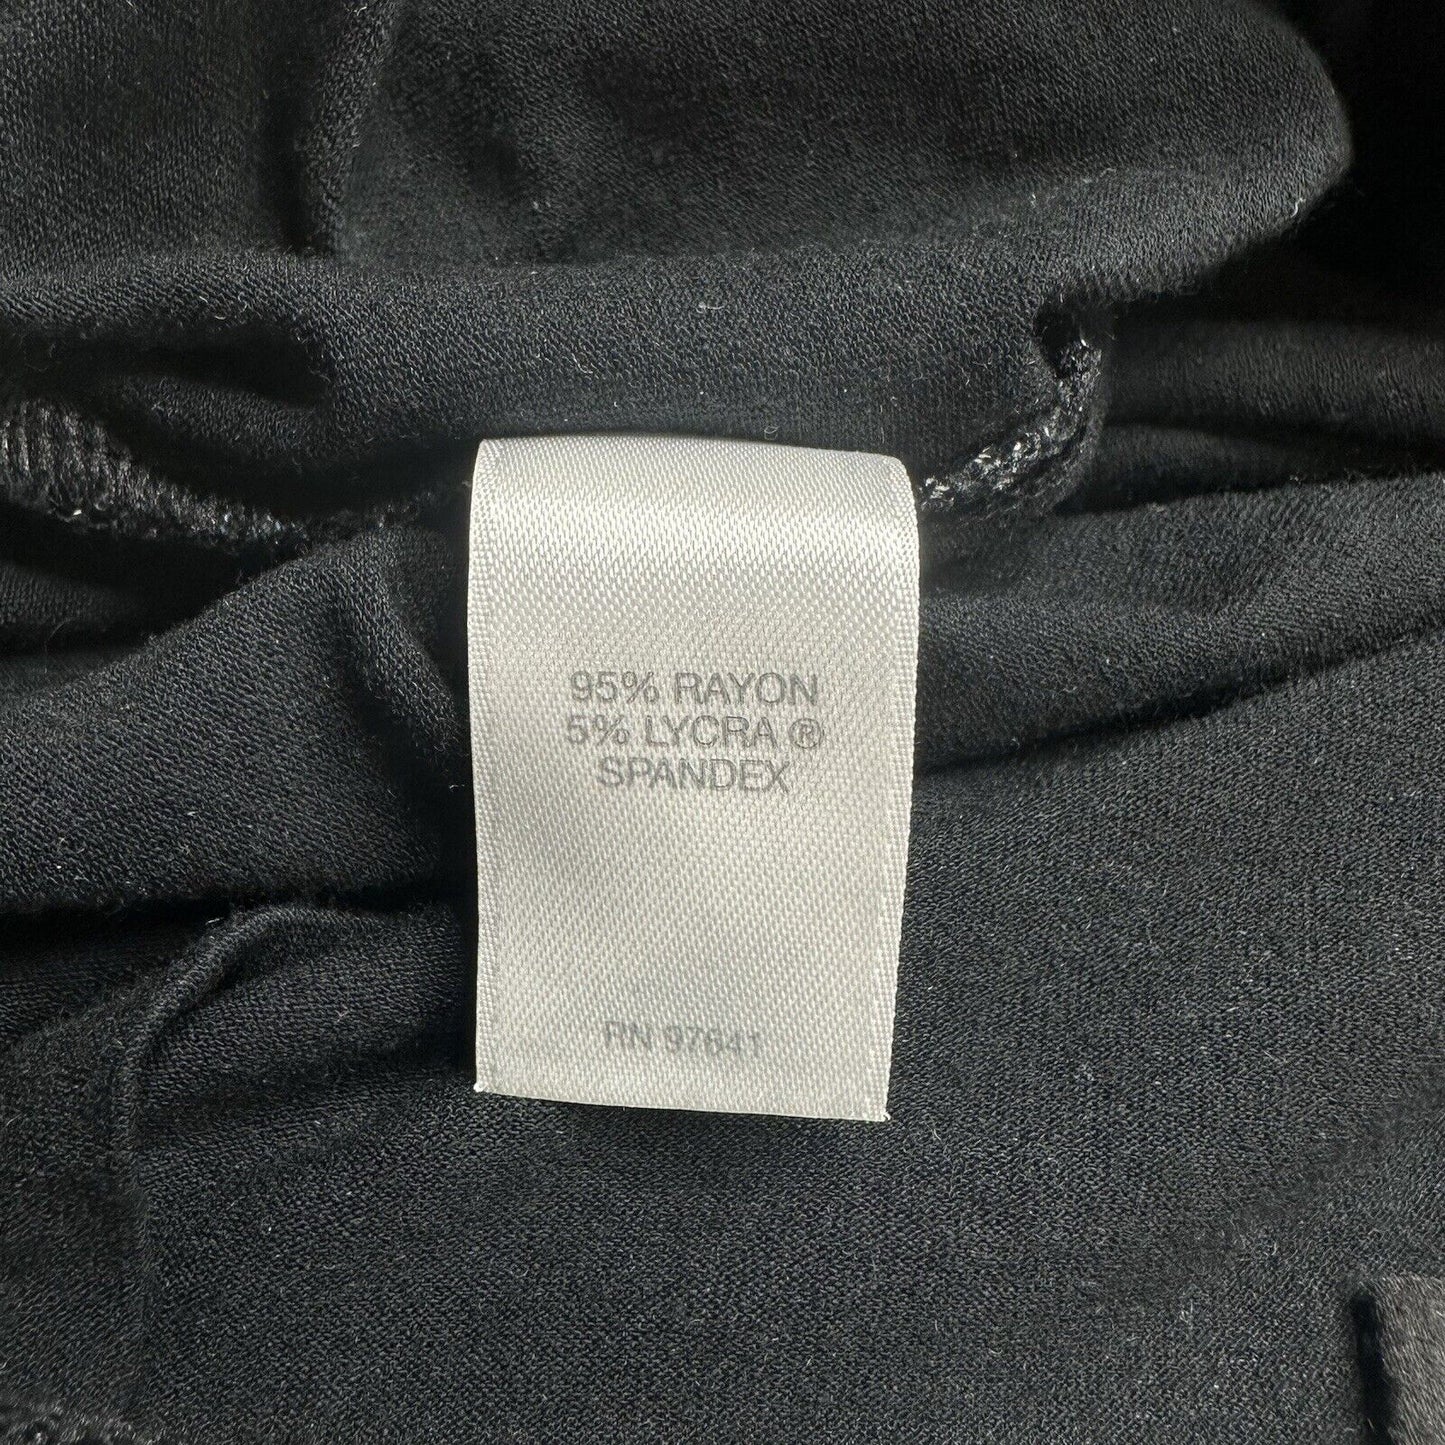 95% RAYON
5% LYCRA ®
SPANDEX
RN 97641